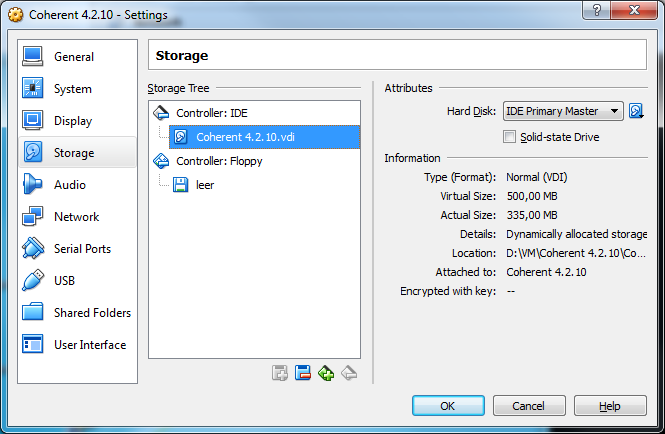 Coherent 4.2.10 - Settings
General
System
Display
Storage
Audio
Network
Serial Ports
USB
Shared Folders
User Interface
Storage
Storage Tree
Controller: IDE
Coherent 4.2.10.vdi
Controller: Floppy
leer
Attributes
Hard Disk: IDE Primary Master
Solid-state Drive
Information
Type (Format): Normal (VDI)
Virtual Size: 500,00 MB
Actual Size: 335,00 MB
Details: Dynamically allocated storage
Location: D:\VM\Coherent 4.2.10\Co...
Attached to: Coherent 4.2.10
Encrypted with key: --
OK Cancel Help